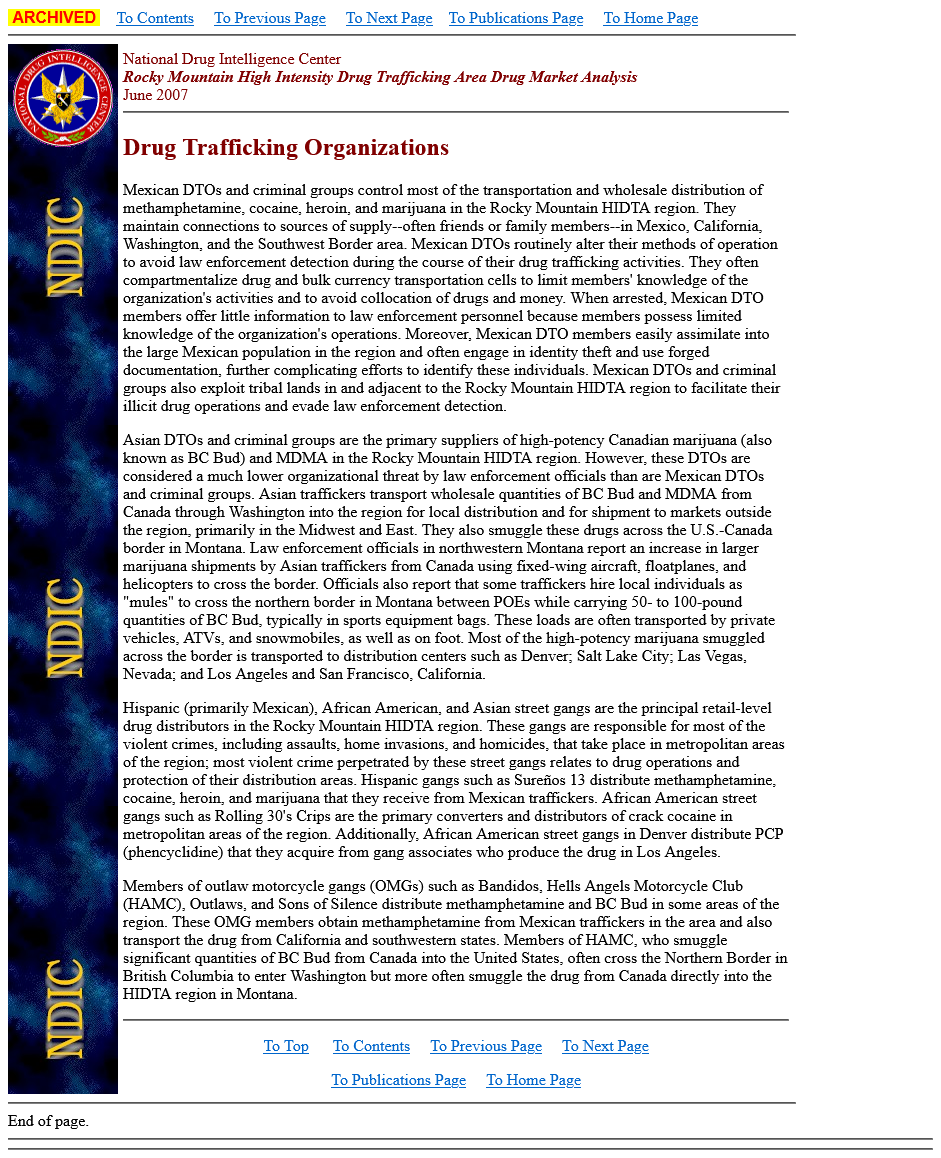 ARCHIVED To Contents To Previous Page To Next Page To Publications Page To Home Page
NATIONAL DRUG INTELLIGENCE CENTER
National Drug Intelligence Center
Rocky Mountain High Intensity Drug Trafficking Area Drug Market Analysis
June 2007
Drug Trafficking Organizations
NDIC
Mexican DTOs and criminal groups control most of the transportation and wholesale distribution of
methamphetamine, cocaine, heroin, and marijuana in the Rocky Mountain HIDTA region. They
maintain connections to sources of supply--often friends or family members--in Mexico, California,
Washington, and the Southwest Border area. Mexican DTOs routinely alter their methods of operation
to avoid law enforcement detection during the course of their drug trafficking activities. They often
compartmentalize drug and bulk currency transportation cells to limit members' knowledge of the
organization's activities and to avoid collocation of drugs and money. When arrested, Mexican DTO
members offer little information to law enforcement personnel because members possess limited
knowledge of the organization's operations. Moreover, Mexican DTO members easily assimilate into
the large Mexican population in the region and often engage in identity theft and use forged
documentation, further complicating efforts to identify these individuals. Mexican DTOs and criminal
groups also exploit tribal lands in and adjacent to the Rocky Mountain HIDTA region to facilitate their
illicit drug operations and evade law enforcement detection.
Asian DTOs and criminal groups are the primary suppliers of high-potency Canadian marijuana (also
known as BC Bud) and MDMA in the Rocky Mountain HIDTA region. However, these DTOs are
considered a much lower organizational threat by law enforcement officials than are Mexican DTOs
and criminal groups. Asian traffickers transport wholesale quantities of BC Bud and MDMA from
Canada through Washington into the region for local distribution and for shipment to markets outside
the region, primarily in the Midwest and East. They also smuggle these drugs across the U.S.-Canada
border in Montana. Law enforcement officials in northwestern Montana report an increase in larger
marijuana shipments by Asian traffickers from Canada using fixed-wing aircraft, floatplanes, and
helicopters to cross the border. Officials also report that some traffickers hire local individuals as
"mules" to cross the northern border in Montana between POEs while carrying 50- to 100-pound
quantities of BC Bud, typically in sports equipment bags. These loads are often transported by private
vehicles, ATVs, and snowmobiles, as well as on foot. Most of the high-potency marijuana smuggled
across the border is transported to distribution centers such as Denver; Salt Lake City; Las Vegas,
Nevada; and Los Angeles and San Francisco, California.
NDIC
Hispanic (primarily Mexican), African American, and Asian street gangs are the principal retail-level
drug distributors in the Rocky Mountain HIDTA region. These gangs are responsible for most of the
violent crimes, including assaults, home invasions, and homicides, that take place in metropolitan areas
of the region; most violent crime perpetrated by these street gangs relates to drug operations and
protection of their distribution areas. Hispanic gangs such as Sureños 13 distribute methamphetamine,
cocaine, heroin, and marijuana that they receive from Mexican traffickers. African American street
gangs such as Rolling 30's Crips are the primary converters and distributors of crack cocaine in
metropolitan areas of the region. Additionally, African American street gangs in Denver distribute PCP
(phencyclidine) that they acquire from gang associates who produce the drug in Los Angeles.
Members of outlaw motorcycle gangs (OMGs) such as Bandidos, Hells Angels Motorcycle Club
(HAMC), Outlaws, and Sons of Silence distribute methamphetamine and BC Bud in some areas of the
region. These OMG members obtain methamphetamine from Mexican traffickers in the area and also
transport the drug from California and southwestern states. Members of HAMC, who smuggle
significant quantities of BC Bud from Canada into the United States, often cross the Northern Border in
British Columbia to enter Washington but more often smuggle the drug from Canada directly into the
HIDTA region in Montana.
NDIC
To Top To Contents To Previous Page To Next Page
To Publications Page To Home Page
End of page.